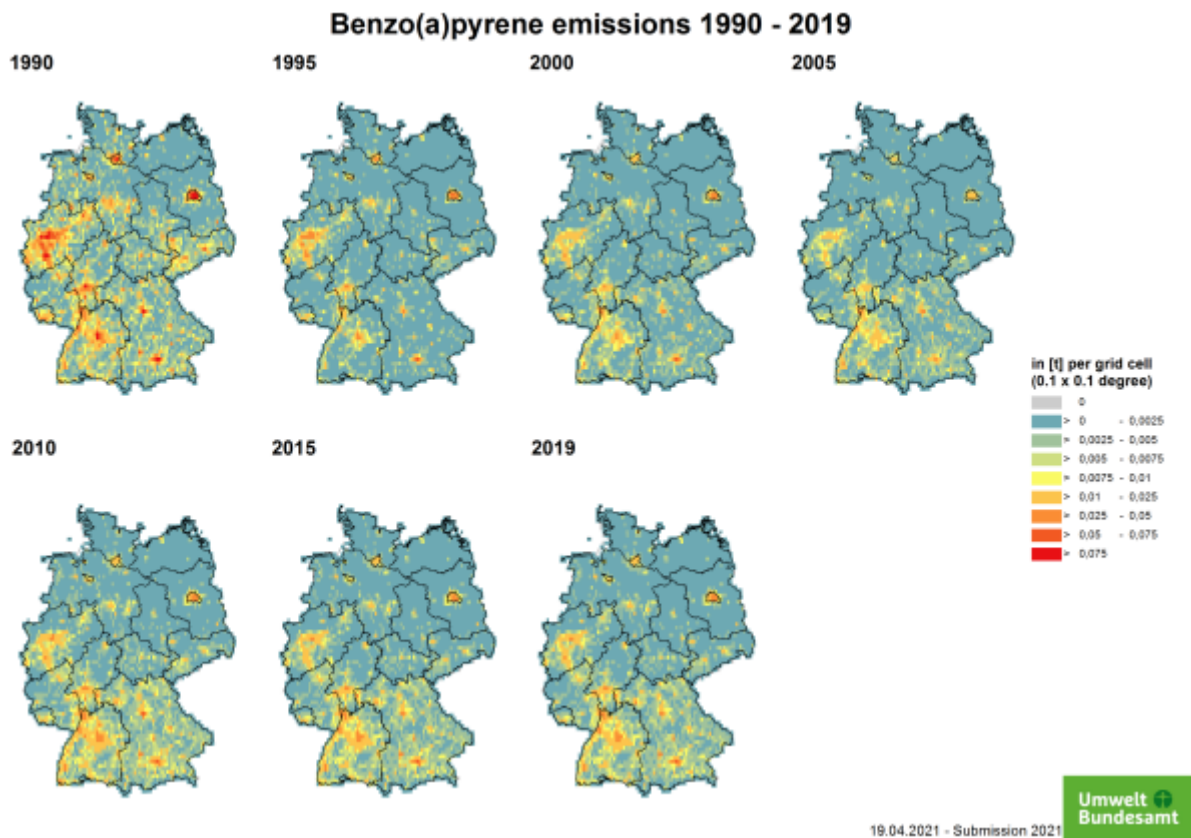 Benzo(a)pyrene emissions 1990 - 2019
1990 1995 2000 2005
in [t] per grid cell
(0.1 x 0.1 degree)
0
> 0 - 0,0025
> 0,0025 - 0,005
> 0,005 - 0,0075
> 0,0075 - 0,01
> 0,01 - 0,025
> 0,025 - 0,05
> 0,05 - 0,075
> 0,075
2010 2015 2019
Umwelt
Bundesamt
19.04.2021 - Submission 2021